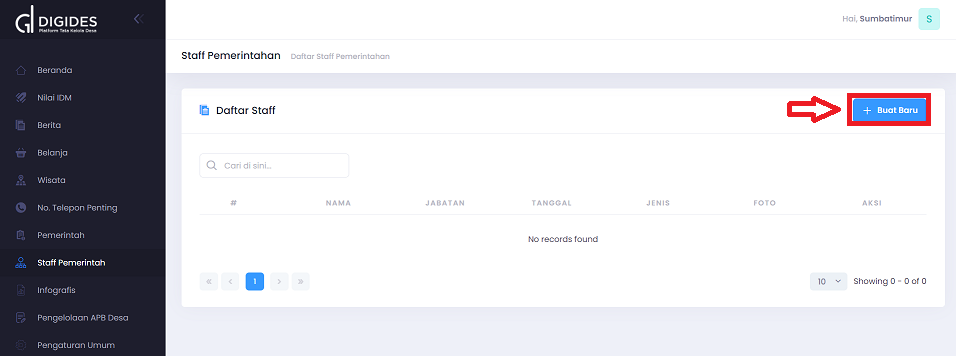 DIGIDES
Platform Tata Kelola Desa
Hai, Sumbatimur
S
Staff Pemerintahan Daftar Staff Pemerintahan
Beranda
Nilai IDM
Berita
Belanja
Wisata
No. Telepon Penting
Pemerintah
Staff Pemerintah
Infografis
Pengelolaan APB Desa
Pengaturan Umum
Daftar Staff
+ Buat Baru
Cari di sini...
# NAMA JABATAN TANGGAL JENIS FOTO AKSI
No records found
« ‹ 1 › »
10 Showing 0 - 0 of 0